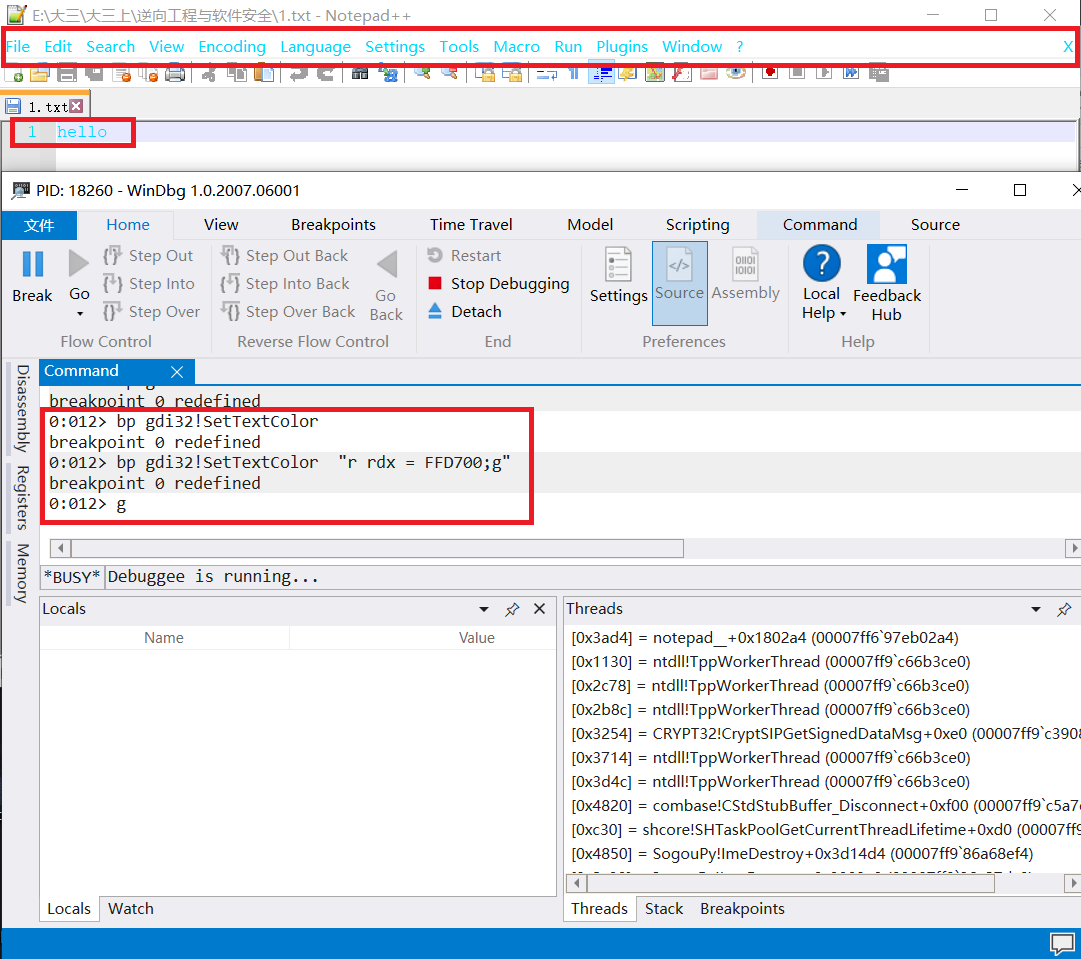 E:\大三\大三上\逆向工程与软件安全\1.txt - Notepad++
File Edit Search View Encoding Language Settings Tools Macro Run Plugins Window ? X
1.txt
1 hello
PID: 18260 - WinDbg 1.0.2007.06001
文件 Home View Breakpoints Time Travel Model Scripting Command Source
Break Go Step Out Step Out Back Go Back Restart Settings Source Assembly Local Help Feedback Hub
Step Into Step Into Back Stop Debugging
Step Over Step Over Back Detach
Flow Control Reverse Flow Control End Preferences Help
Disassembly
Registers
Memory
Command
breakpoint 0 redefined
0:012> bp gdi32!SetTextColor
breakpoint 0 redefined
0:012> bp gdi32!SetTextColor "r rdx = FFD700;g"
breakpoint 0 redefined
0:012> g
*BUSY* Debuggee is running...
Locals
Name Value
Locals Watch
Threads
[0x3ad4] = notepad__+0x1802a4 (00007ff6`97eb02a4)
[0x1130] = ntdll!TppWorkerThread (00007ff9`c66b3ce0)
[0x2c78] = ntdll!TppWorkerThread (00007ff9`c66b3ce0)
[0x2b8c] = ntdll!TppWorkerThread (00007ff9`c66b3ce0)
[0x3254] = CRYPT32!CryptSIPGetSignedDataMsg+0xe0 (00007ff9`c3908
[0x3714] = ntdll!TppWorkerThread (00007ff9`c66b3ce0)
[0x3d4c] = ntdll!TppWorkerThread (00007ff9`c66b3ce0)
[0x4820] = combase!CStdStubBuffer_Disconnect+0xf00 (00007ff9`c5a7
[0xc30] = shcore!SHTaskPoolGetCurrentThreadLifetime+0xd0 (00007ff9
[0x4850] = SogouPy!ImeDestroy+0x3d14d4 (00007ff9`86a68ef4)
Threads Stack Breakpoints